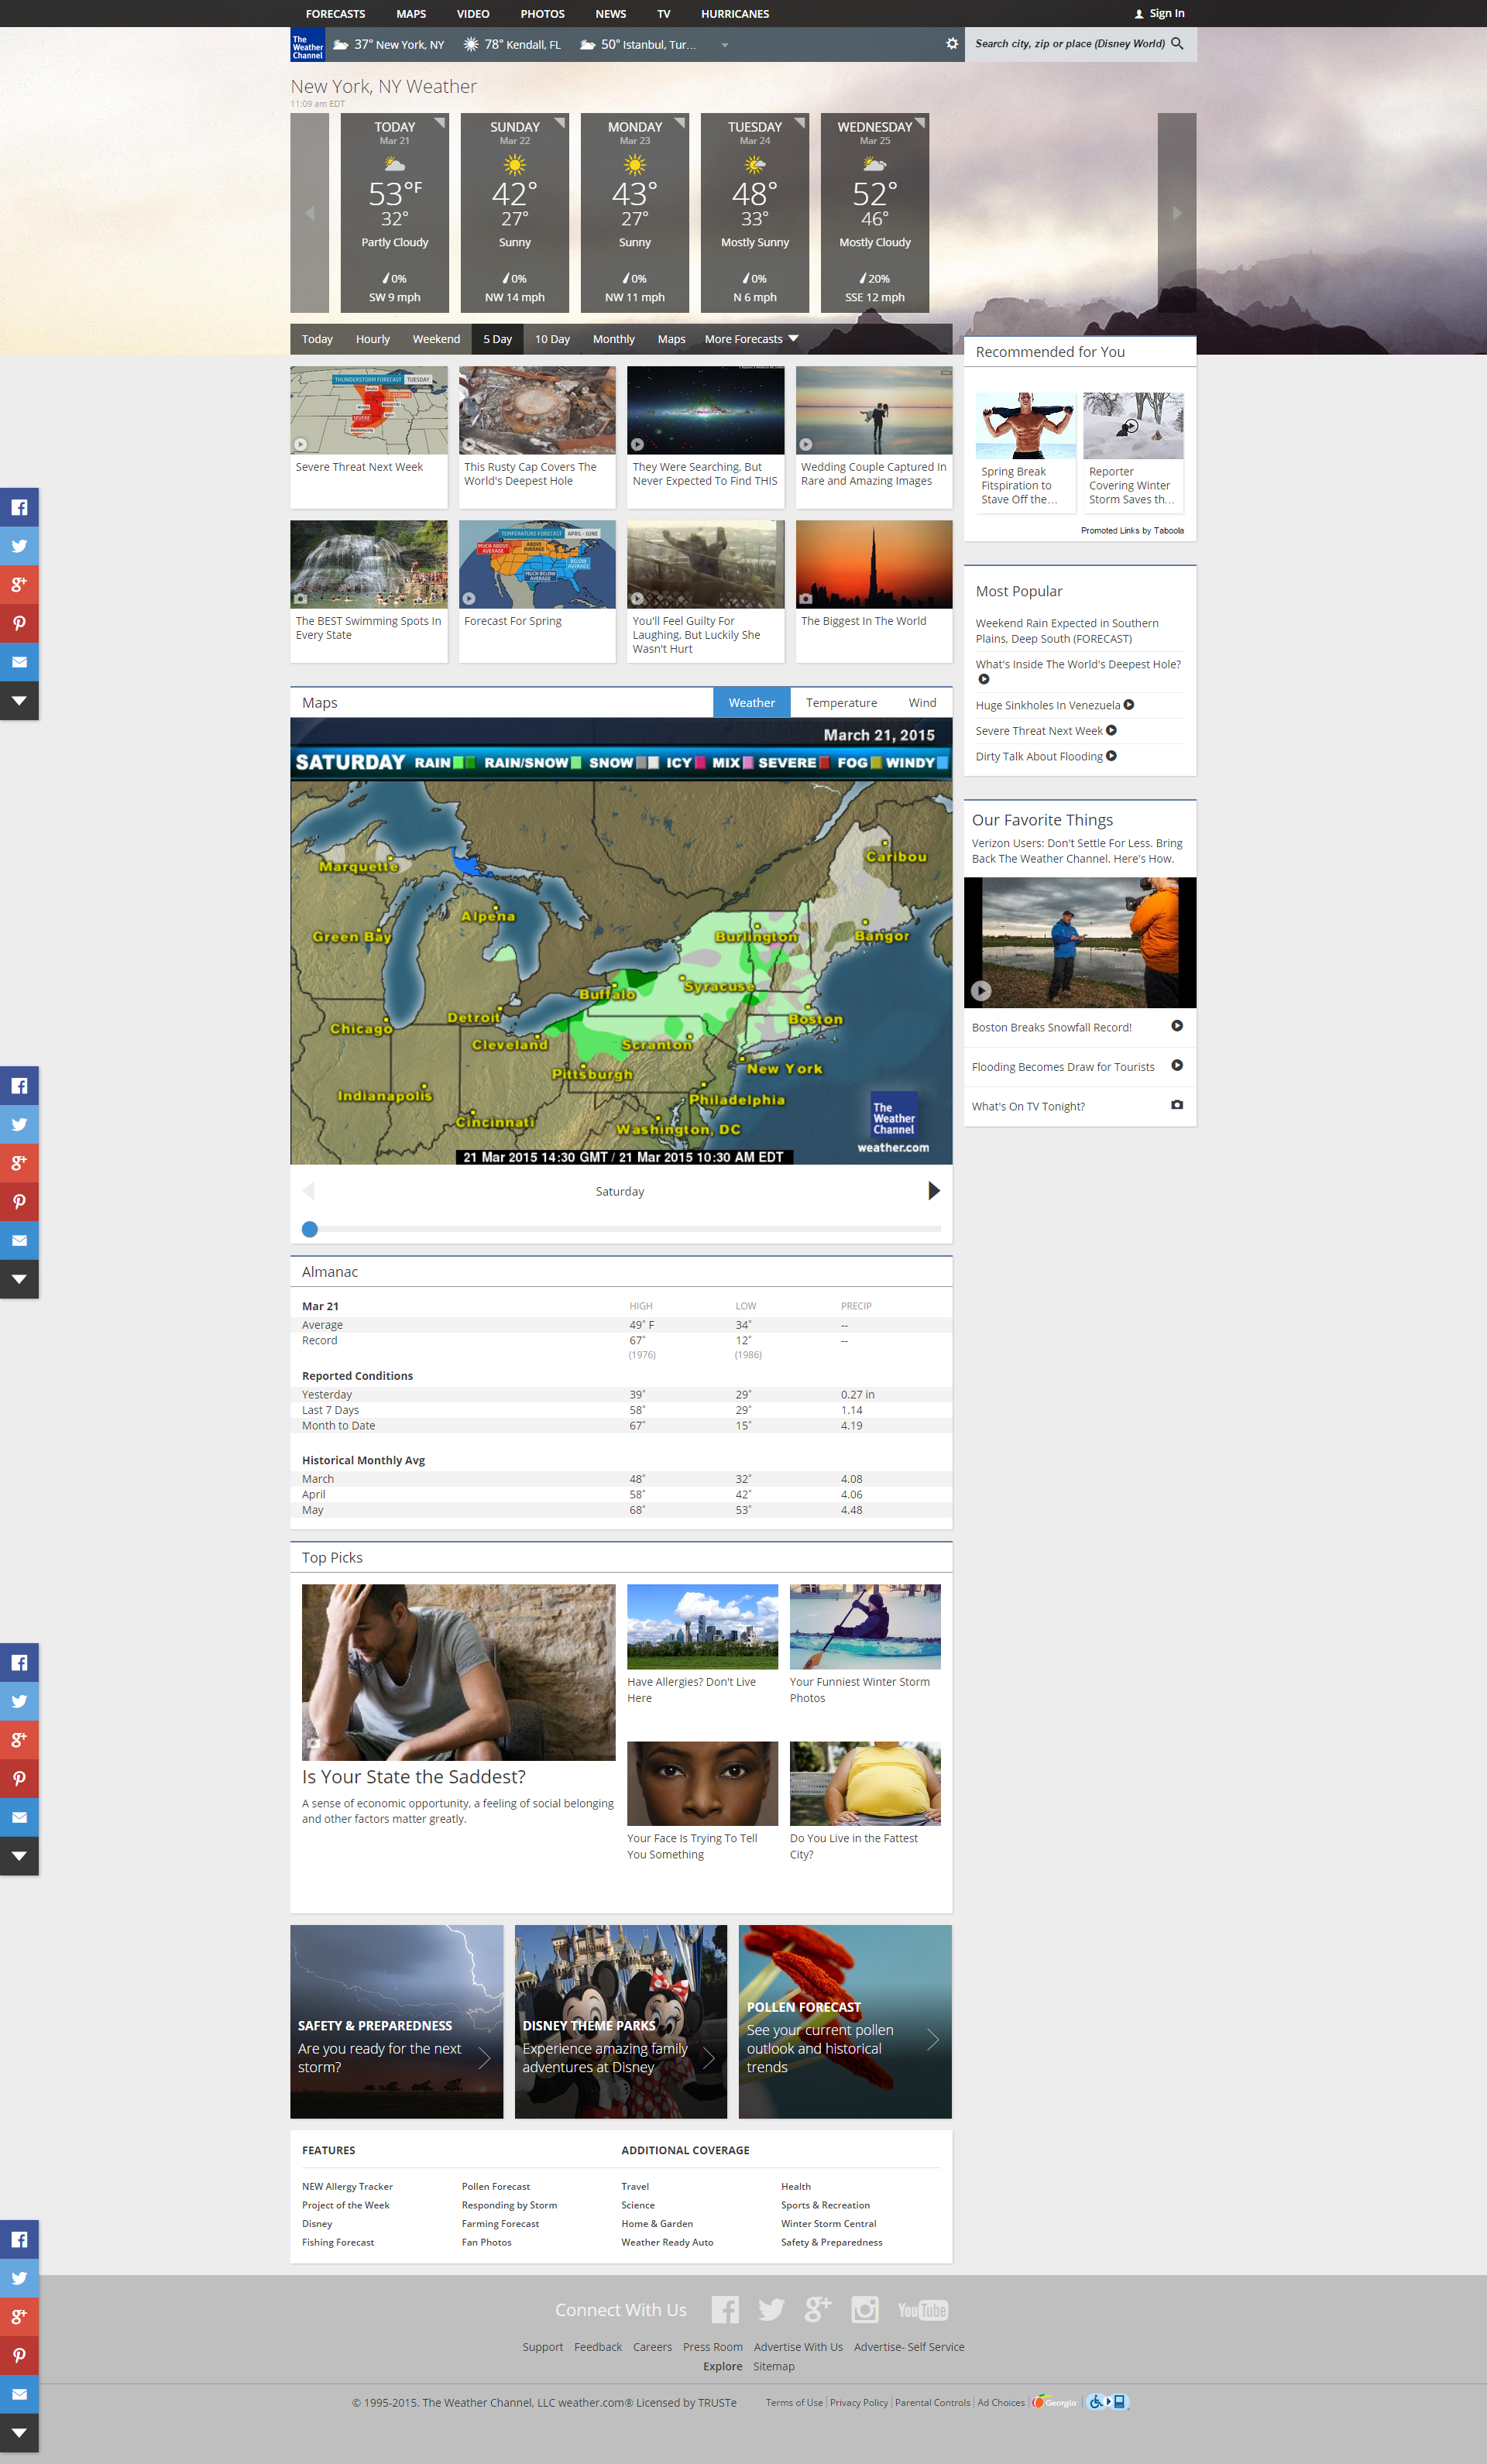 FORECASTS MAPS VIDEO PHOTOS NEWS TV HURRICANES Sign In
The Weather Channel 37° New York, NY 78° Kendall, FL 50° Istanbul, Tur... Search city, zip or place (Disney World)
New York, NY Weather
11:09 am EDT
TODAY SUNDAY MONDAY TUESDAY WEDNESDAY
Mar 21 Mar 22 Mar 23 Mar 24 Mar 25
53°F 42° 43° 48° 52°
32° 27° 27° 33° 46°
Partly Cloudy Sunny Sunny Mostly Sunny Mostly Cloudy
0% 0% 0% 0% 20%
SW 9 mph NW 14 mph NW 11 mph N 6 mph SSE 12 mph
Today Hourly Weekend 5 Day 10 Day Monthly Maps More Forecasts
THUNDERSTORM FORECAST TUESDAY
T-STORMS
SEVERE
Severe Threat Next Week
This Rusty Cap Covers The
World's Deepest Hole
They Were Searching, But
Never Expected To Find THIS
Wedding Couple Captured In
Rare and Amazing Images
The BEST Swimming Spots In
Every State
TEMPERATURE FORECAST APRIL - JUNE
MUCH ABOVE
AVERAGE
ABOVE
AVERAGE
BELOW
AVERAGE
MUCH BELOW
AVERAGE
Forecast For Spring
You'll Feel Guilty For
Laughing, But Luckily She
Wasn't Hurt
The Biggest In The World
Recommended for You
Spring Break
Fitspiration to
Stave Off the...
Reporter
Covering Winter
Storm Saves th...
Promoted Links by Taboola
Most Popular
Weekend Rain Expected in Southern
Plains, Deep South (FORECAST)
What's Inside The World's Deepest Hole?
Huge Sinkholes In Venezuela
Severe Threat Next Week
Dirty Talk About Flooding
Our Favorite Things
Verizon Users: Don't Settle For Less. Bring
Back The Weather Channel. Here's How.
Boston Breaks Snowfall Record!
Flooding Becomes Draw for Tourists
What's On TV Tonight?
Maps Weather Temperature Wind
March 21, 2015
SATURDAY RAIN RAIN/SNOW SNOW ICY MIX SEVERE FOG WINDY
Caribou
Marquette
Alpena
Green Bay
Burlington
Bangor
Syracuse
Buffalo
Detroit
Boston
Chicago
Cleveland
Scranton
New York
Pittsburgh
Indianapolis
Philadelphia
Cincinnati
Washington, DC
The
Weather
Channel
weather.com
21 Mar 2015 14:30 GMT / 21 Mar 2015 10:30 AM EDT
Saturday
Almanac
Mar 21 HIGH LOW PRECIP
Average 49° F 34° --
Record 67° 12° --
(1976) (1986)
Reported Conditions
Yesterday 39° 29° 0.27 in
Last 7 Days 58° 29° 1.14
Month to Date 67° 15° 4.19
Historical Monthly Avg
March 48° 32° 4.08
April 58° 42° 4.06
May 68° 53° 4.48
Top Picks
Is Your State the Saddest?
A sense of economic opportunity, a feeling of social belonging
and other factors matter greatly.
Have Allergies? Don't Live
Here
Your Funniest Winter Storm
Photos
Your Face Is Trying To Tell
You Something
Do You Live in the Fattest
City?
SAFETY & PREPAREDNESS
Are you ready for the next
storm?
DISNEY THEME PARKS
Experience amazing family
adventures at Disney
POLLEN FORECAST
See your current pollen
outlook and historical
trends
FEATURES ADDITIONAL COVERAGE
NEW Allergy Tracker Pollen Forecast Travel Health
Project of the Week Responding by Storm Science Sports & Recreation
Disney Farming Forecast Home & Garden Winter Storm Central
Fishing Forecast Fan Photos Weather Ready Auto Safety & Preparedness
Connect With Us YouTube
Support Feedback Careers Press Room Advertise With Us Advertise- Self Service
Explore Sitemap
© 1995-2015. The Weather Channel, LLC weather.com® Licensed by TRUSTe Terms of Use Privacy Policy Parental Controls Ad Choices Georgia